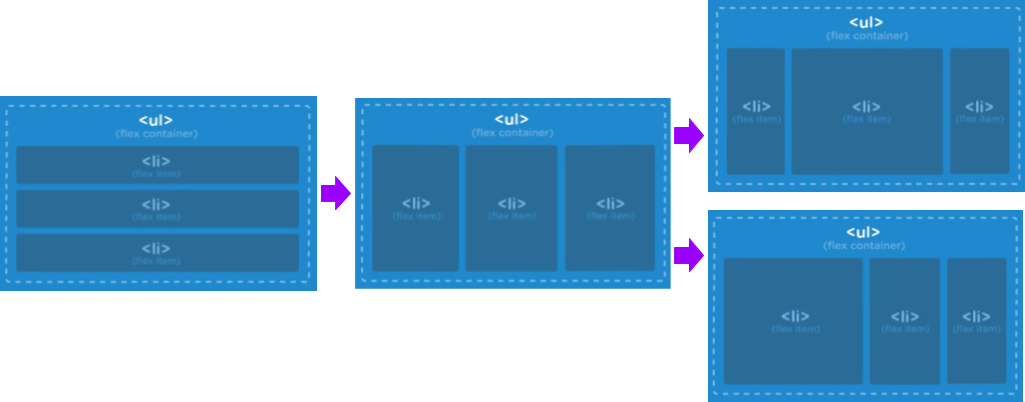 <ul>
(flex container)
<li>
(flex item)
<li>
(flex item)
<li>
(flex item)
<ul>
(flex container)
<li> <li> <li>
(flex item) (flex item) (flex item)
<ul>
(flex container)
<li> <li> <li>
(flex item) (flex item) (flex item)
<ul>
(flex container)
<li> <li> <li>
(flex item) (flex item) (flex item)